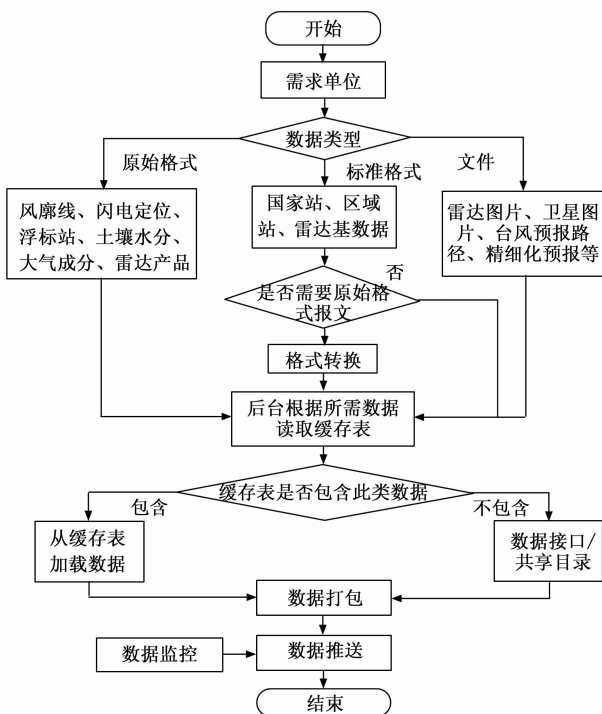 开始
需求单位
数据类型
原始格式
标准格式
文件
风廓线、闪电定位、
浮标站、土壤水分、
大气成分、雷达产品
国家站、区域
站、雷达基数据
雷达图片、卫星图
片、台风预报路
径、精细化预报等
否
是否需要原始格
式报文
格式转换
后台根据所需数据
读取缓存表
缓存表是否包含此类数据
包含
不包含
从缓存表
加载数据
数据接口/
共享目录
数据打包
数据监控
数据推送
结束